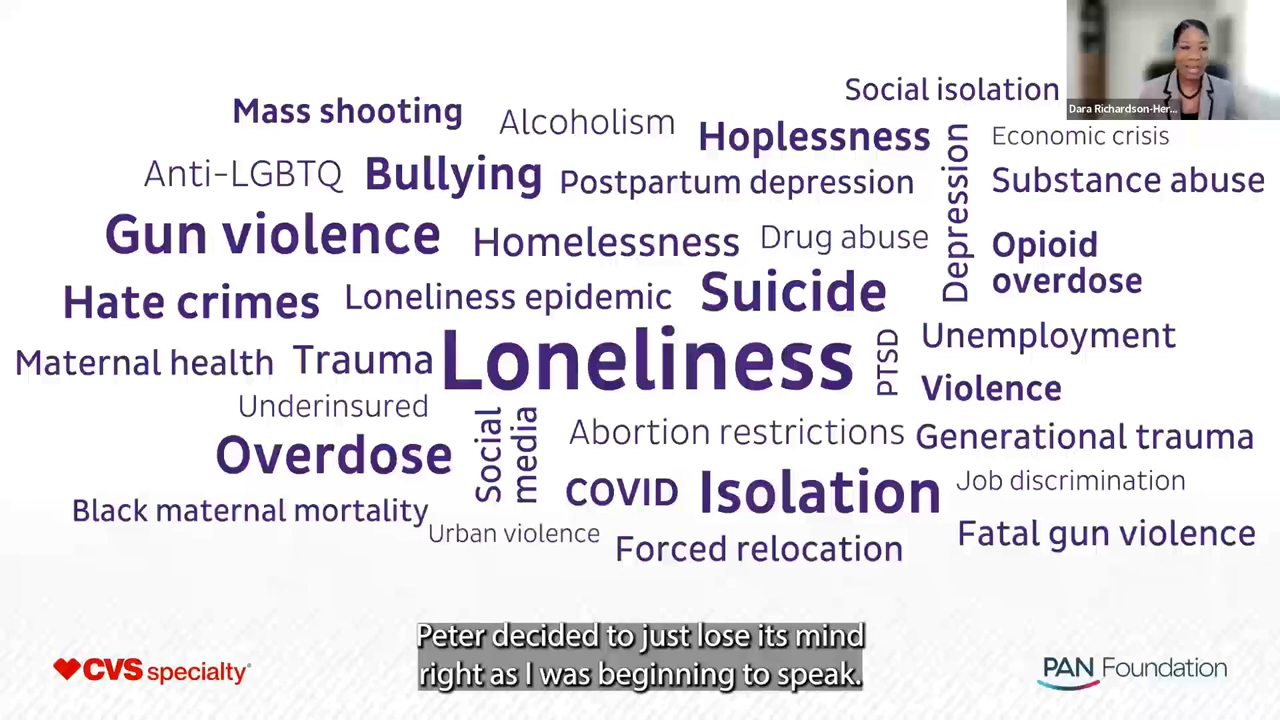 Social isolation
Dara Richardson-Her...
Mass shooting
Alcoholism
Hoplessness
Economic crisis
Anti-LGBTQ
Bullying
Postpartum depression
Depression
Substance abuse
Gun violence
Homelessness
Drug abuse
Opioid
overdose
Hate crimes
Loneliness epidemic
Suicide
Maternal health
Trauma
Loneliness
PTSD
Unemployment
Violence
Underinsured
Overdose
Social
media
Abortion restrictions
Generational trauma
COVID
Isolation
Job discrimination
Black maternal mortality
Urban violence
Forced relocation
Fatal gun violence
Peter decided to just lose its mind
right as I was beginning to speak.
CVS specialty®
PAN Foundation